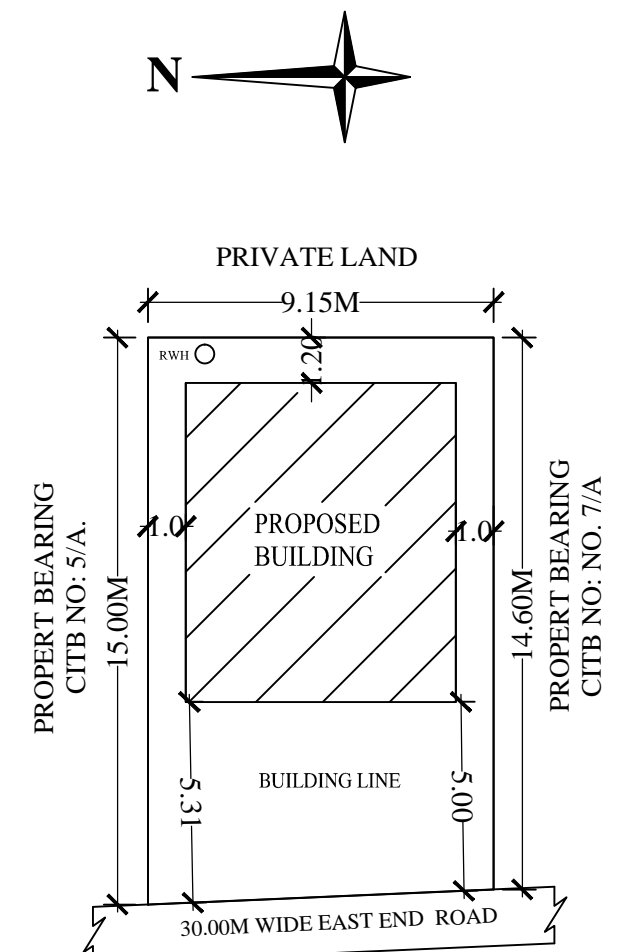 N
PRIVATE LAND
9.15M
RWH
1.20
1.0
1.0
PROPOSED
BUILDING
PROPERT BEARING
CITB NO: 5/A.
15.00M
14.60M
PROPERT BEARING
CITB NO: NO. 7/A
5.31
BUILDING LINE
5.00
30.00M WIDE EAST END ROAD